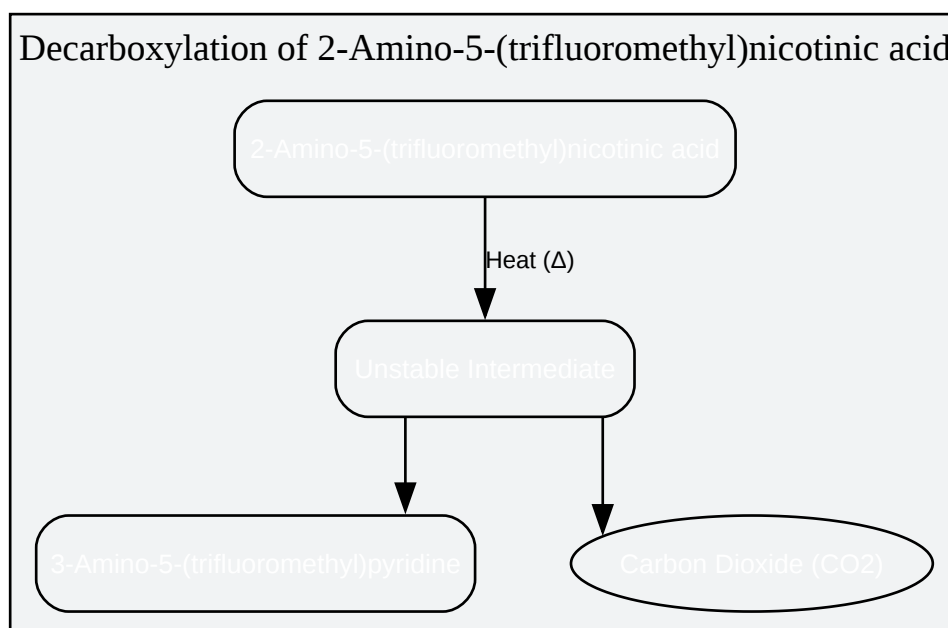 Decarboxylation of 2-Amino-5-(trifluoromethyl)nicotinic acid
2-Amino-5-(trifluoromethyl)nicotinic acid
Heat (Δ)
Unstable Intermediate
3-Amino-5-(trifluoromethyl)pyridine
Carbon Dioxide (CO2)